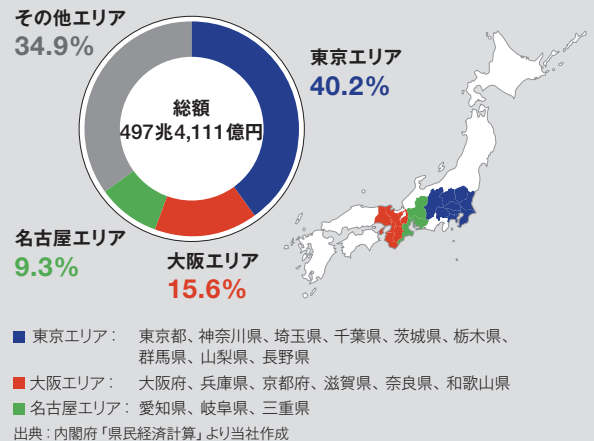 その他エリア
34.9%
東京エリア
40.2%
総額
497兆4,111億円
名古屋エリア
9.3%
大阪エリア
15.6%
東京エリア： 東京都、神奈川県、埼玉県、千葉県、茨城県、栃木県、
群馬県、山梨県、長野県
大阪エリア： 大阪府、兵庫県、京都府、滋賀県、奈良県、和歌山県
名古屋エリア： 愛知県、岐阜県、三重県
出典：内閣府「県民経済計算」より当社作成